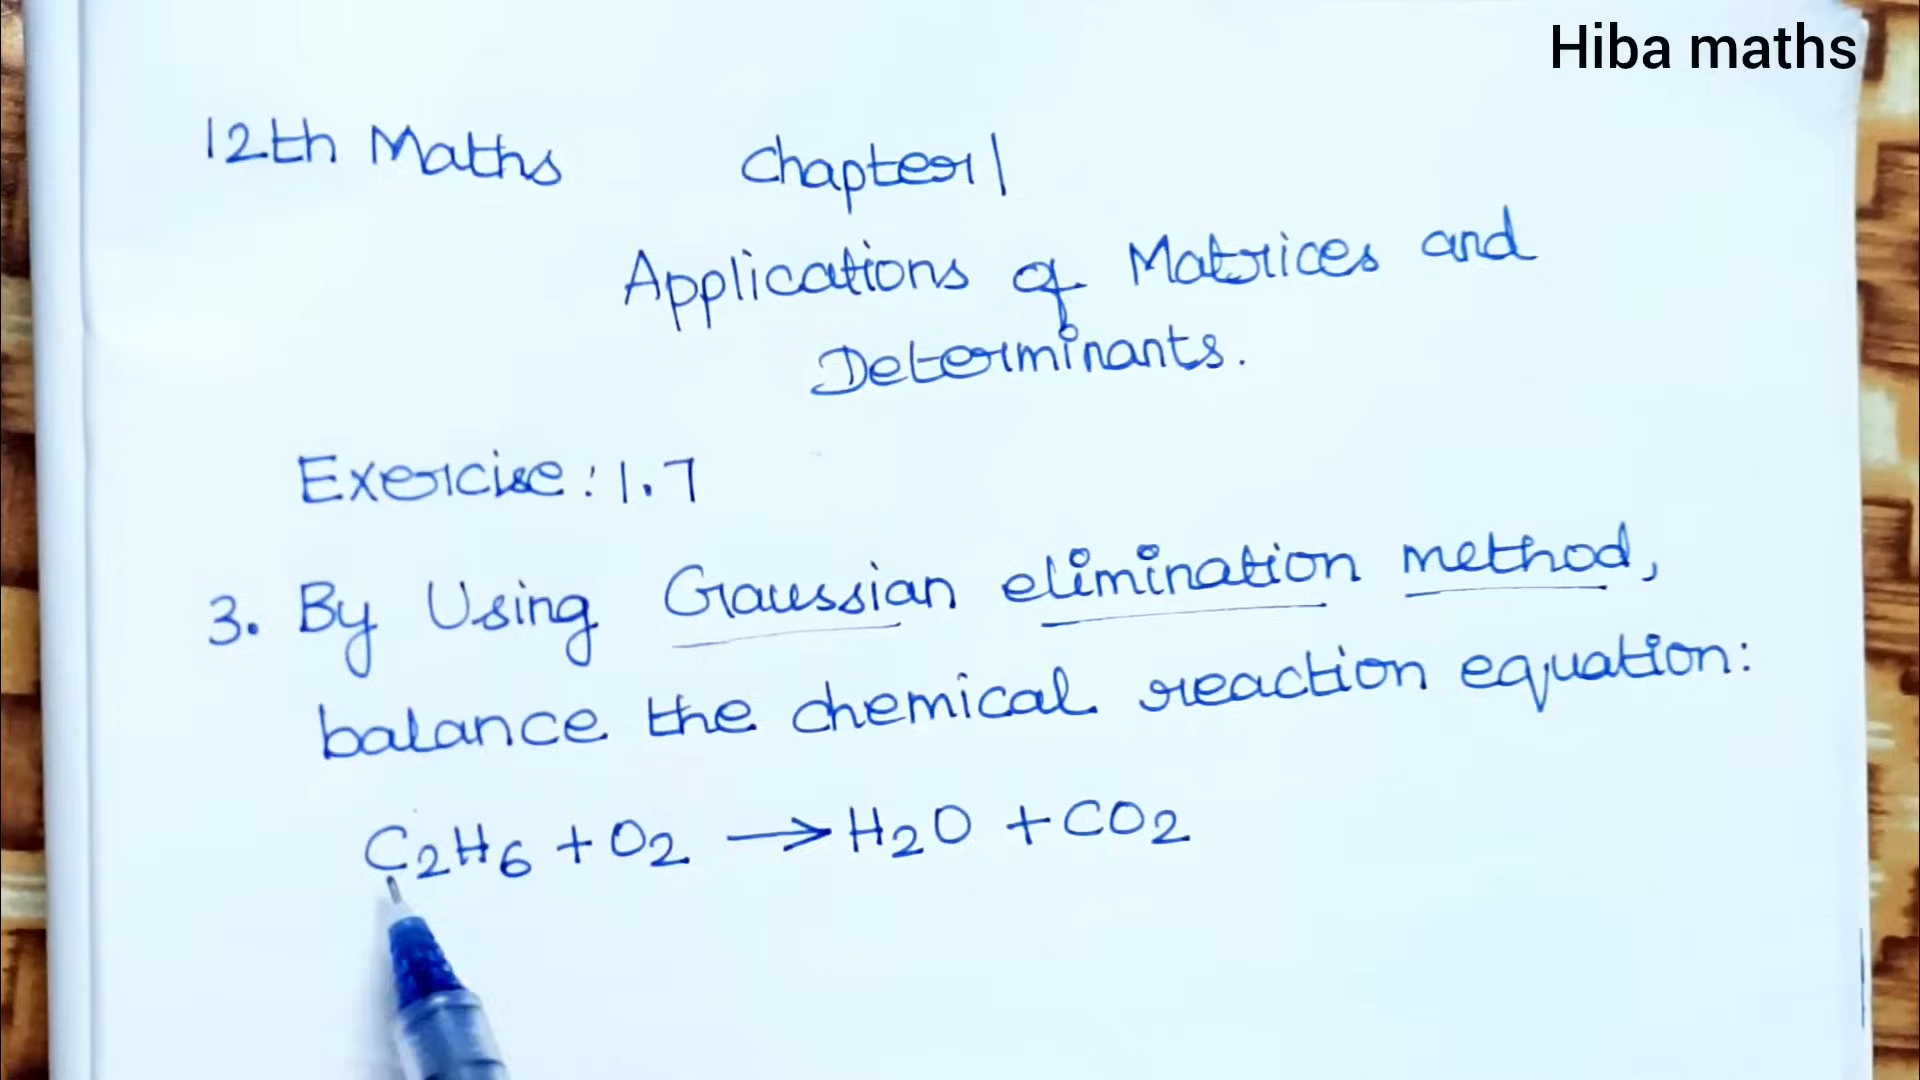 Hiba maths
12th Maths Chapter 1
Applications of Matrices and
Determinants.
Exercise: 1.7
3. By Using Gaussian elimination method,
balance the chemical reaction equation:
C2H6 + O2 → H2O + CO2